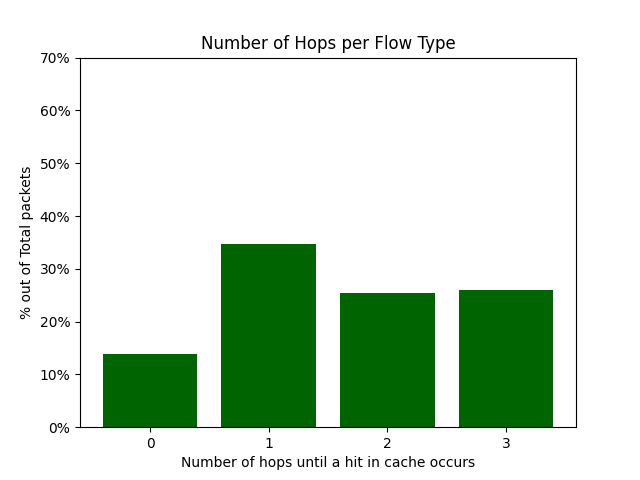 Number of Hops per Flow Type
70%
60%
50%
40%
30%
20%
10%
0%
% out of Total packets
0 1 2 3
Number of hops until a hit in cache occurs